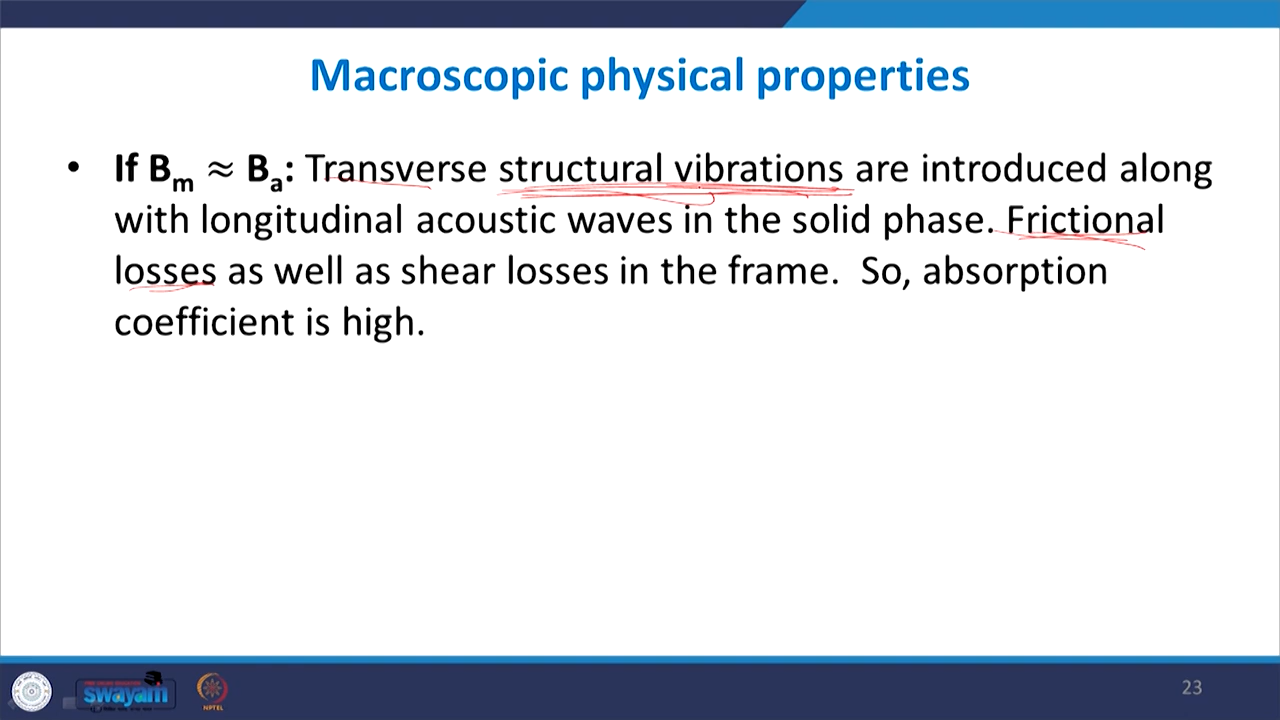 Macroscopic physical properties
• If Bm ≈ Ba: Transverse structural vibrations are introduced along
with longitudinal acoustic waves in the solid phase. Frictional
losses as well as shear losses in the frame. So, absorption
coefficient is high.
swayam
NPTEL
23